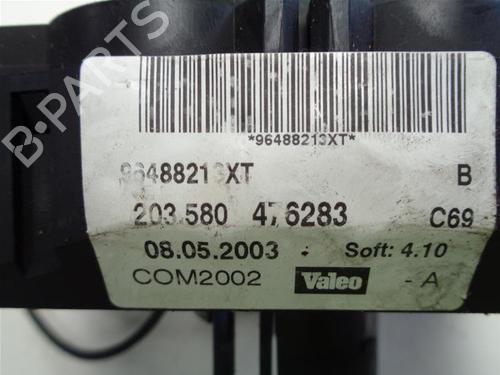 B-PARTS
*96488213XT*
96488213XT B
203.580 476283 C69
08.05.2003 Soft: 4.10
COM2002 Valeo - A